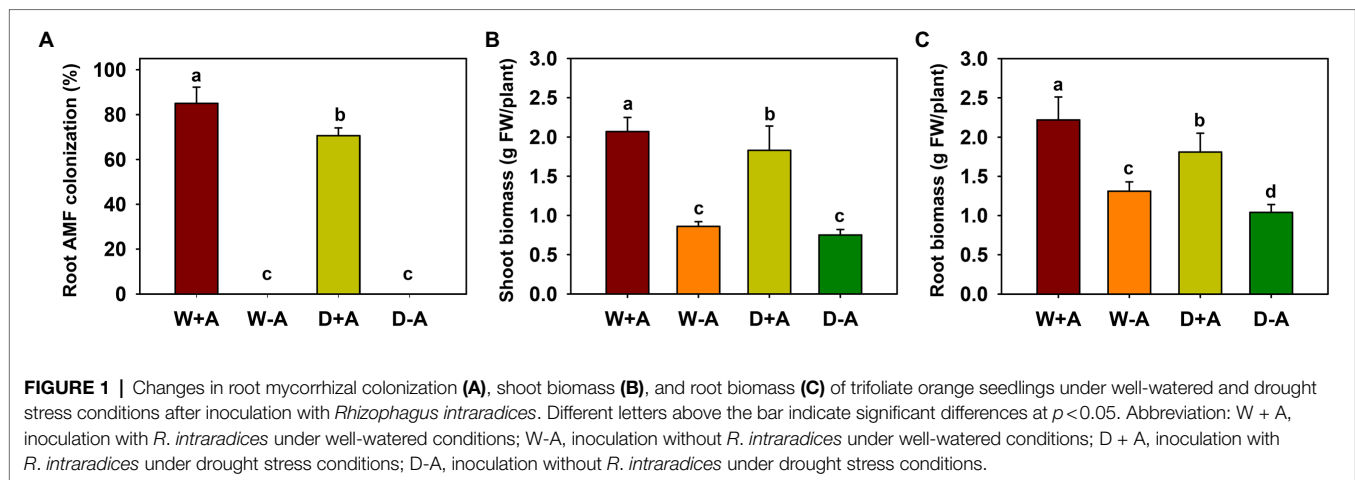 A
Root AMF colonization (%)
100
80
60
40
20
0
a
c
b
c
W+A W-A D+A D-A
B
Shoot biomass (g FW/plant)
3.0
2.5
2.0
1.5
1.0
0.5
0.0
a
c
b
c
W+A W-A D+A D-A
C
Root biomass (g FW/plant)
3.0
2.5
2.0
1.5
1.0
0.5
0.0
a
c
b
d
W+A W-A D+A D-A
FIGURE 1 | Changes in root mycorrhizal colonization (A), shoot biomass (B), and root biomass (C) of trifoliate orange seedlings under well-watered and drought
stress conditions after inoculation with Rhizophagus intraradices. Different letters above the bar indicate significant differences at p<0.05. Abbreviation: W + A,
inoculation with R. intraradices under well-watered conditions; W-A, inoculation without R. intraradices under well-watered conditions; D + A, inoculation with
R. intraradices under drought stress conditions; D-A, inoculation without R. intraradices under drought stress conditions.